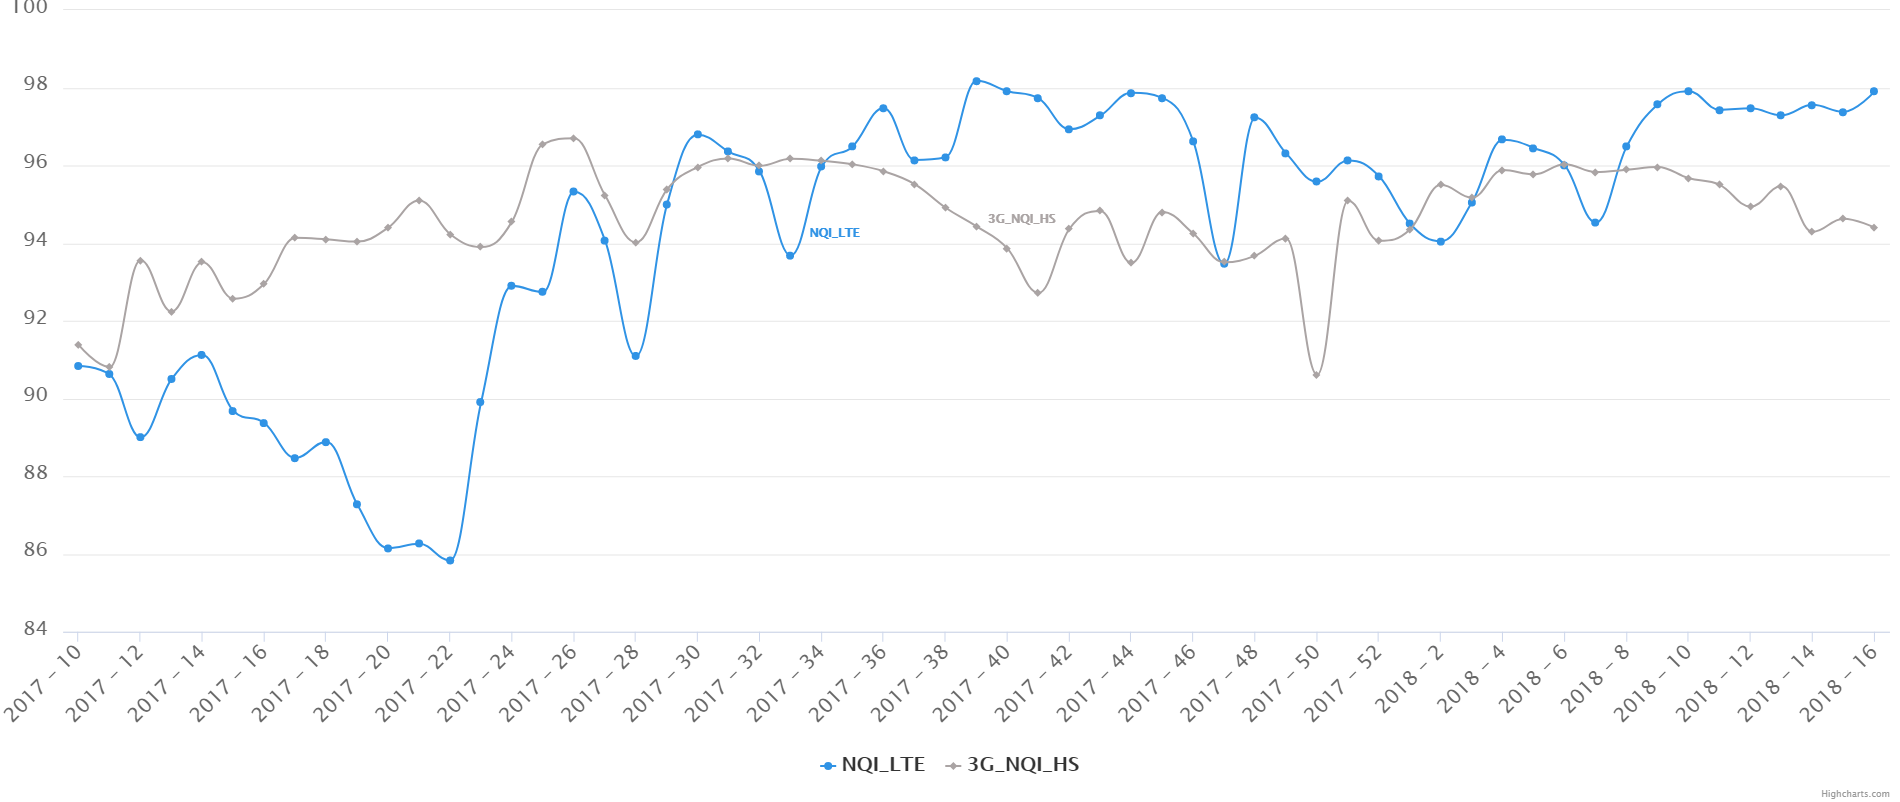 100
98
96
94
92
90
88
86
84
NQI_LTE
3G_NQI_HS
2017 – 10
2017 – 12
2017 – 14
2017 – 16
2017 – 18
2017 – 20
2017 – 22
2017 – 24
2017 – 26
2017 – 28
2017 – 30
2017 – 32
2017 – 34
2017 – 36
2017 – 38
2017 – 40
2017 – 42
2017 – 44
2017 – 46
2017 – 48
2017 – 50
2017 – 52
2018 – 2
2018 – 4
2018 – 6
2018 – 8
2018 – 10
2018 – 12
2018 – 14
2018 – 16
NQI_LTE 3G_NQI_HS
Highcharts.com